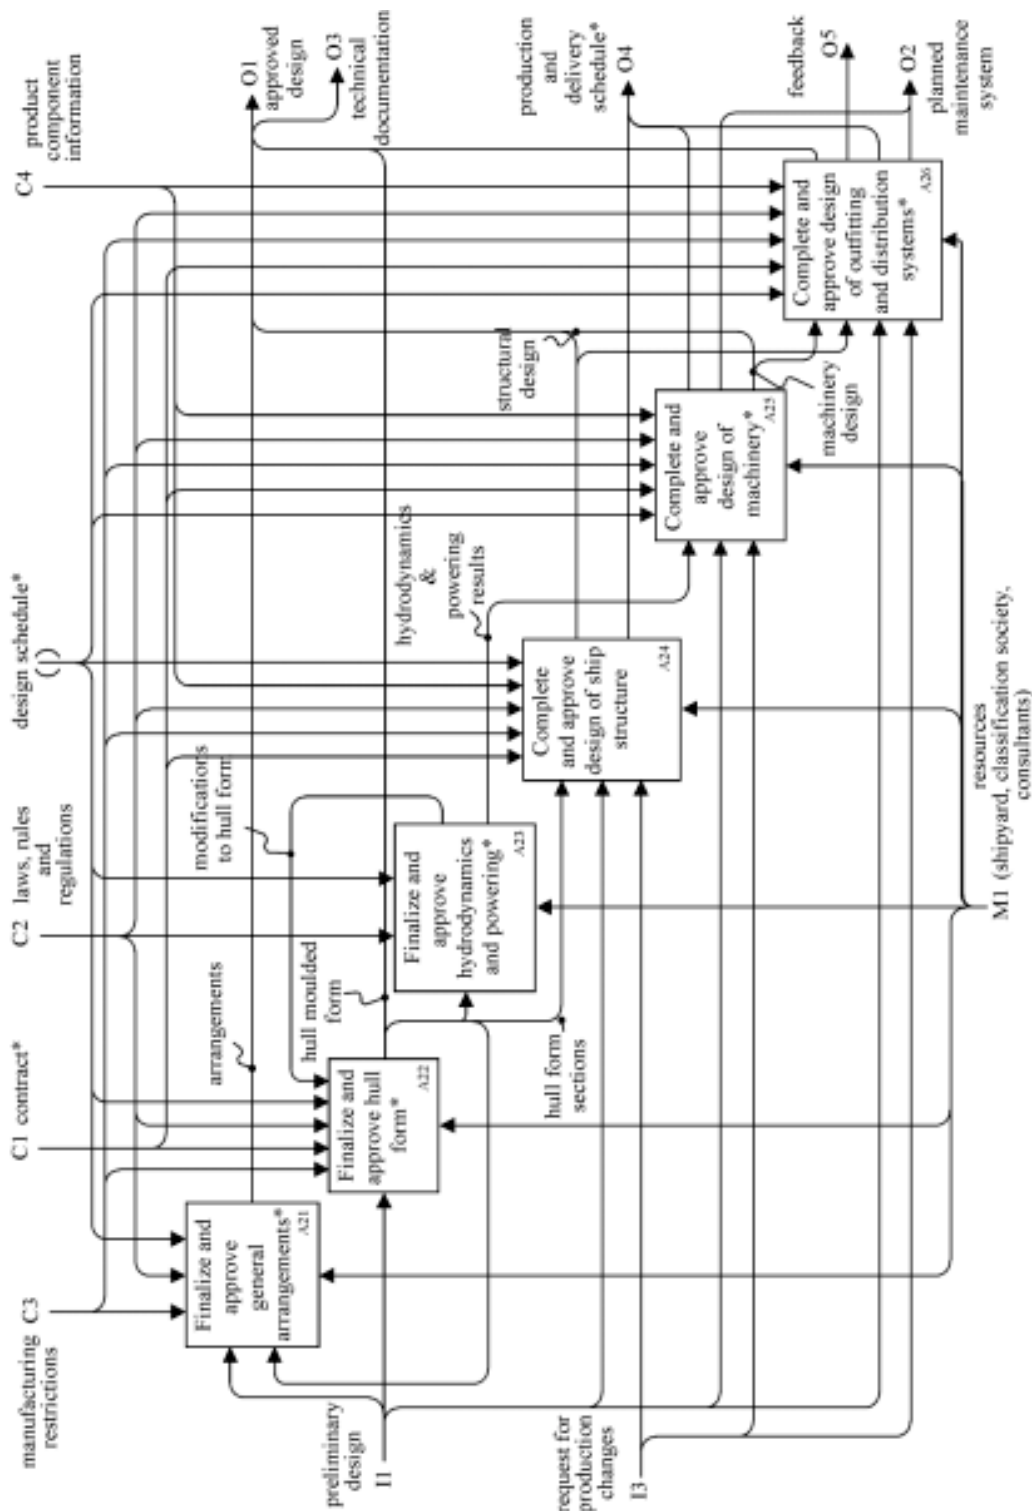 manufacturing
restrictions
C3
C1 contract*
C2
laws, rules
and
regulations
design schedule*
( )
C4
product
component
information
Finalize and
approve
general
arrangements*
A21
arrangements
Finalize and
approve hull
form*
A22
modifications
to hull form
hull moulded
form
Finalize and
approve
hydrodynamics
and powering*
A23
hydrodynamics
&
powering
results
hull form
sections
Complete
and approve
design of ship
structure
A24
structural
design
Complete and
approve
design of
machinery*
A25
machinery
design
Complete and
approve design
of outfitting
and distribution
systems*
A26
O1
approved
design
O3
technical
documentation
production
and
delivery
schedule*
O4
feedback
O5
O2
planned
maintenance
system
preliminary
design
I1
request for
production
changes
I3
resources
M1 (shipyard, classification society,
consultants)